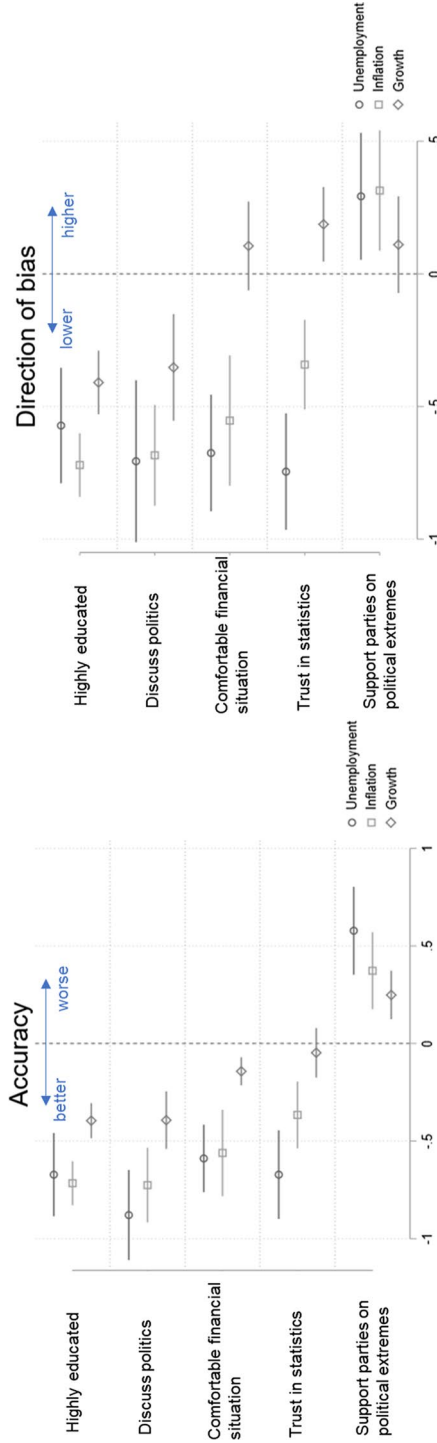 Accuracy
better
worse
Highly educated
Discuss politics
Comfortable financial
situation
Trust in statistics
Support parties on
political extremes
Unemployment
Inflation
Growth
-1
-.5
0
.5
1
Direction of bias
lower
higher
Highly educated
Discuss politics
Comfortable financial
situation
Trust in statistics
Support parties on
political extremes
Unemployment
Inflation
Growth
-1
-.5
0
.5